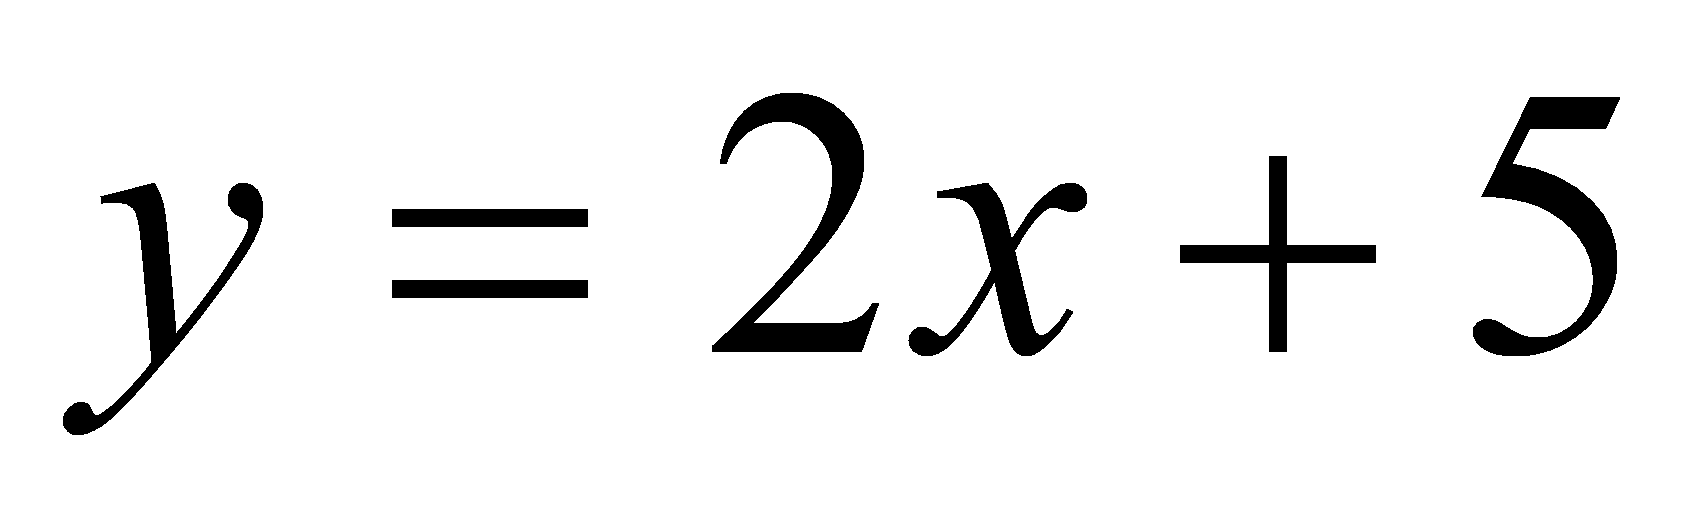 y = 2x + 5